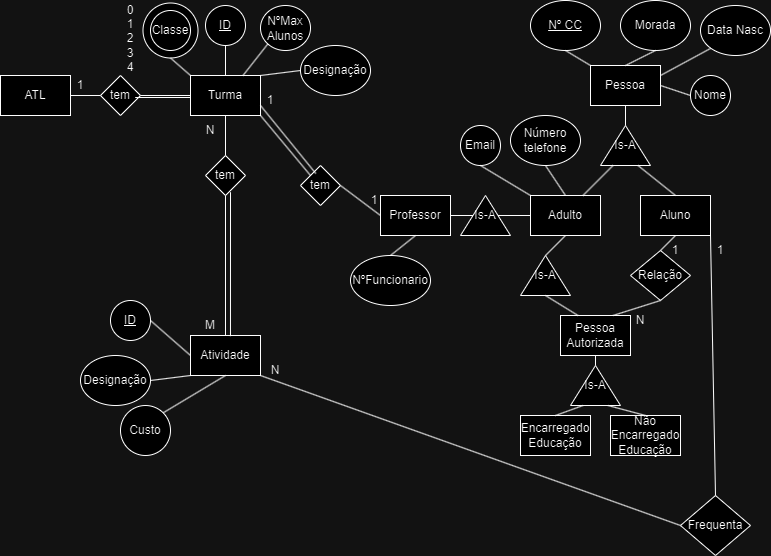 0
1
2
3
4
Classe
ID
NºMax
Alunos
Designação
Nº CC
Morada
Data Nasc
Nome
Pessoa
ATL
1
tem
Turma
1
N
tem
tem
Email
Número
telefone
Is-A
1
Professor
Is-A
Adulto
Aluno
NºFuncionario
Is-A
1
1
Relação
N
Pessoa
Autorizada
ID
M
Atividade
N
Designação
Custo
Is-A
Encarregado
Educação
Não
Encarregado
Educação
Frequenta